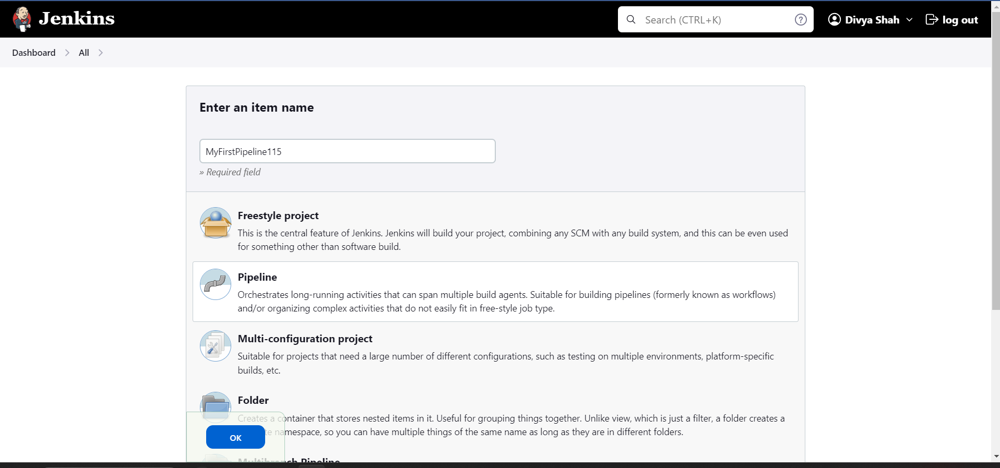 Jenkins
Search (CTRL+K)
Divya Shah
log out
Dashboard
All
Enter an item name
MyFirstPipeline115
» Required field
Freestyle project
This is the central feature of Jenkins. Jenkins will build your project, combining any SCM with any build system, and this can be even used
for something other than software build.
Pipeline
Orchestrates long-running activities that can span multiple build agents. Suitable for building pipelines (formerly known as workflows)
and/or organizing complex activities that do not easily fit in free-style job type.
Multi-configuration project
Suitable for projects that need a large number of different configurations, such as testing on multiple environments, platform-specific
builds, etc.
Folder
Creates a container that stores nested items in it. Useful for grouping things together. Unlike view, which is just a filter, a folder creates a
namespace, so you can have multiple things of the same name as long as they are in different folders.
OK
Multibranch Pipeline